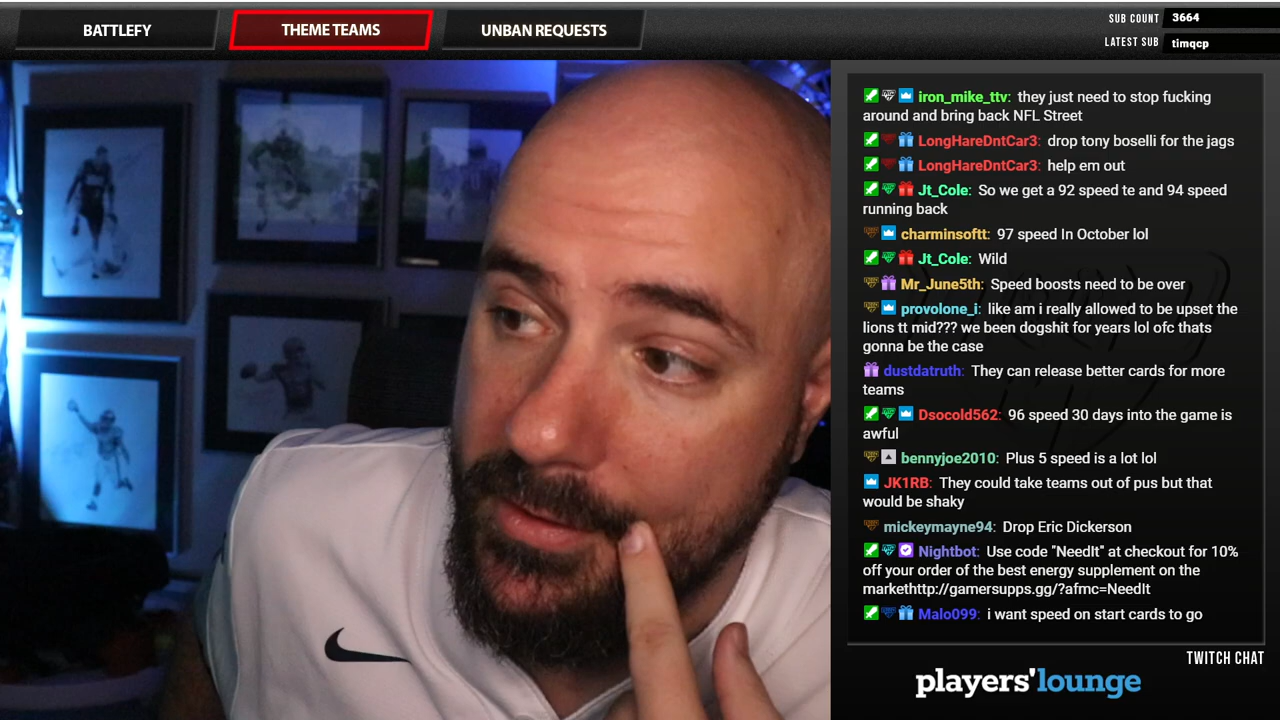 BATTLEFY
THEME TEAMS
UNBAN REQUESTS
SUB COUNT 3664
LATEST SUB timqcp
iron_mike_ttv: they just need to stop fucking
around and bring back NFL Street
LongHareDntCar3: drop tony boselli for the jags
LongHareDntCar3: help em out
Jt_Cole: So we get a 92 speed te and 94 speed
running back
charminsoftt: 97 speed In October lol
Jt_Cole: Wild
Mr_June5th: Speed boosts need to be over
provolone_i: like am i really allowed to be upset the
lions tt mid??? we been dogshit for years lol ofc thats
gonna be the case
dustdatruth: They can release better cards for more
teams
Dsocold562: 96 speed 30 days into the game is
awful
bennyjoe2010: Plus 5 speed is a lot lol
JK1RB: They could take teams out of pus but that
would be shaky
mickeymayne94: Drop Eric Dickerson
Nightbot: Use code "NeedIt" at checkout for 10%
off your order of the best energy supplement on the
markethttp://gamersupps.gg/?afmc=NeedIt
Malo099: i want speed on start cards to go
TWITCH CHAT
players'lounge